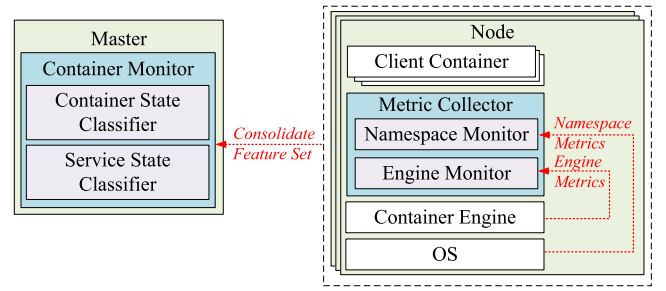 Master
Container Monitor
Container State
Classifier
Service State
Classifier
Consolidate
Feature Set
Node
Client Container
Metric Collector
Namespace Monitor
Engine Monitor
Namespace
Metrics
Engine
Metrics
Container Engine
OS